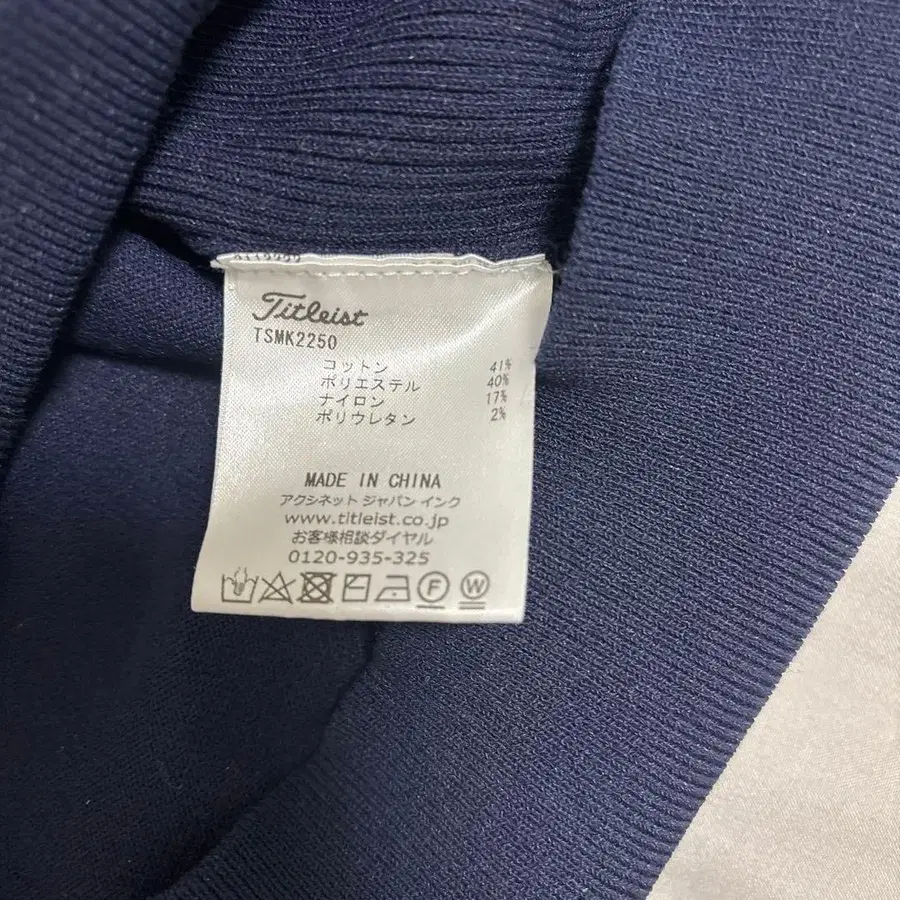 Titleist
TSMK2250
コットン 41%
ポリエステル 40%
ナイロン 17%
ポリウレタン 2%
MADE IN CHINA
アクシネット ジャパン インク
www.titleist.co.jp
お客様相談ダイヤル
0120-935-325
F W